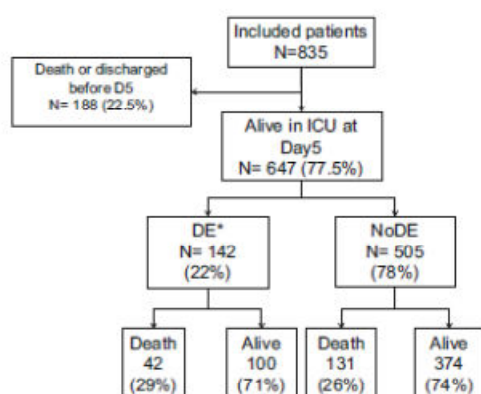 Included patients
N=835
Death or discharged
before D5
N= 188 (22.5%)
Alive in ICU at
Day5
N= 647 (77.5%)
DE*
N= 142
(22%)
NoDE
N= 505
(78%)
Death
42
(29%)
Alive
100
(71%)
Death
131
(26%)
Alive
374
(74%)